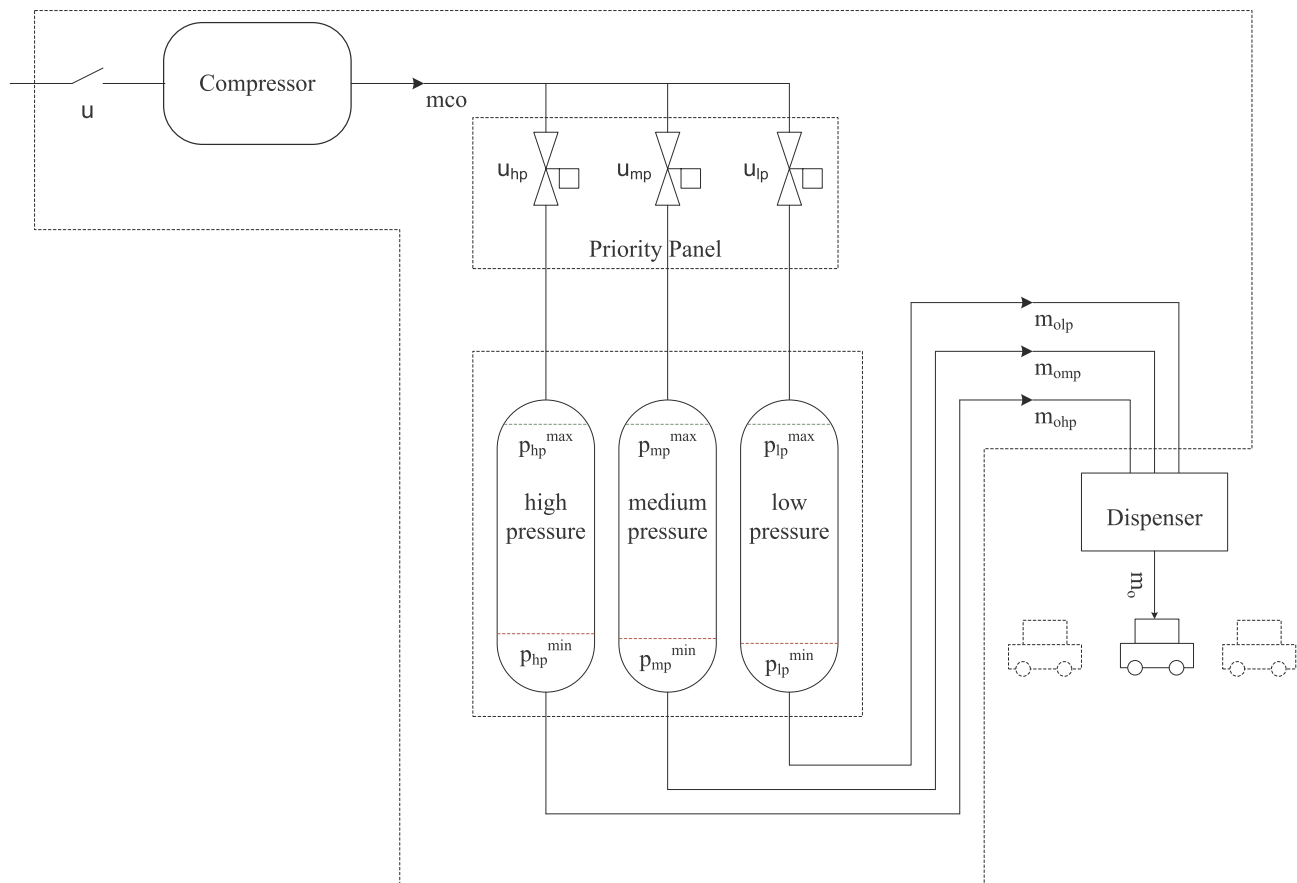 Compressor
u
mco
u_hp
u_mp
u_lp
Priority Panel
m_olp
m_omp
m_ohp
p_hp^max
p_mp^max
p_lp^max
high
pressure
medium
pressure
low
pressure
Dispenser
m_o
p_hp^min
p_mp^min
p_lp^min